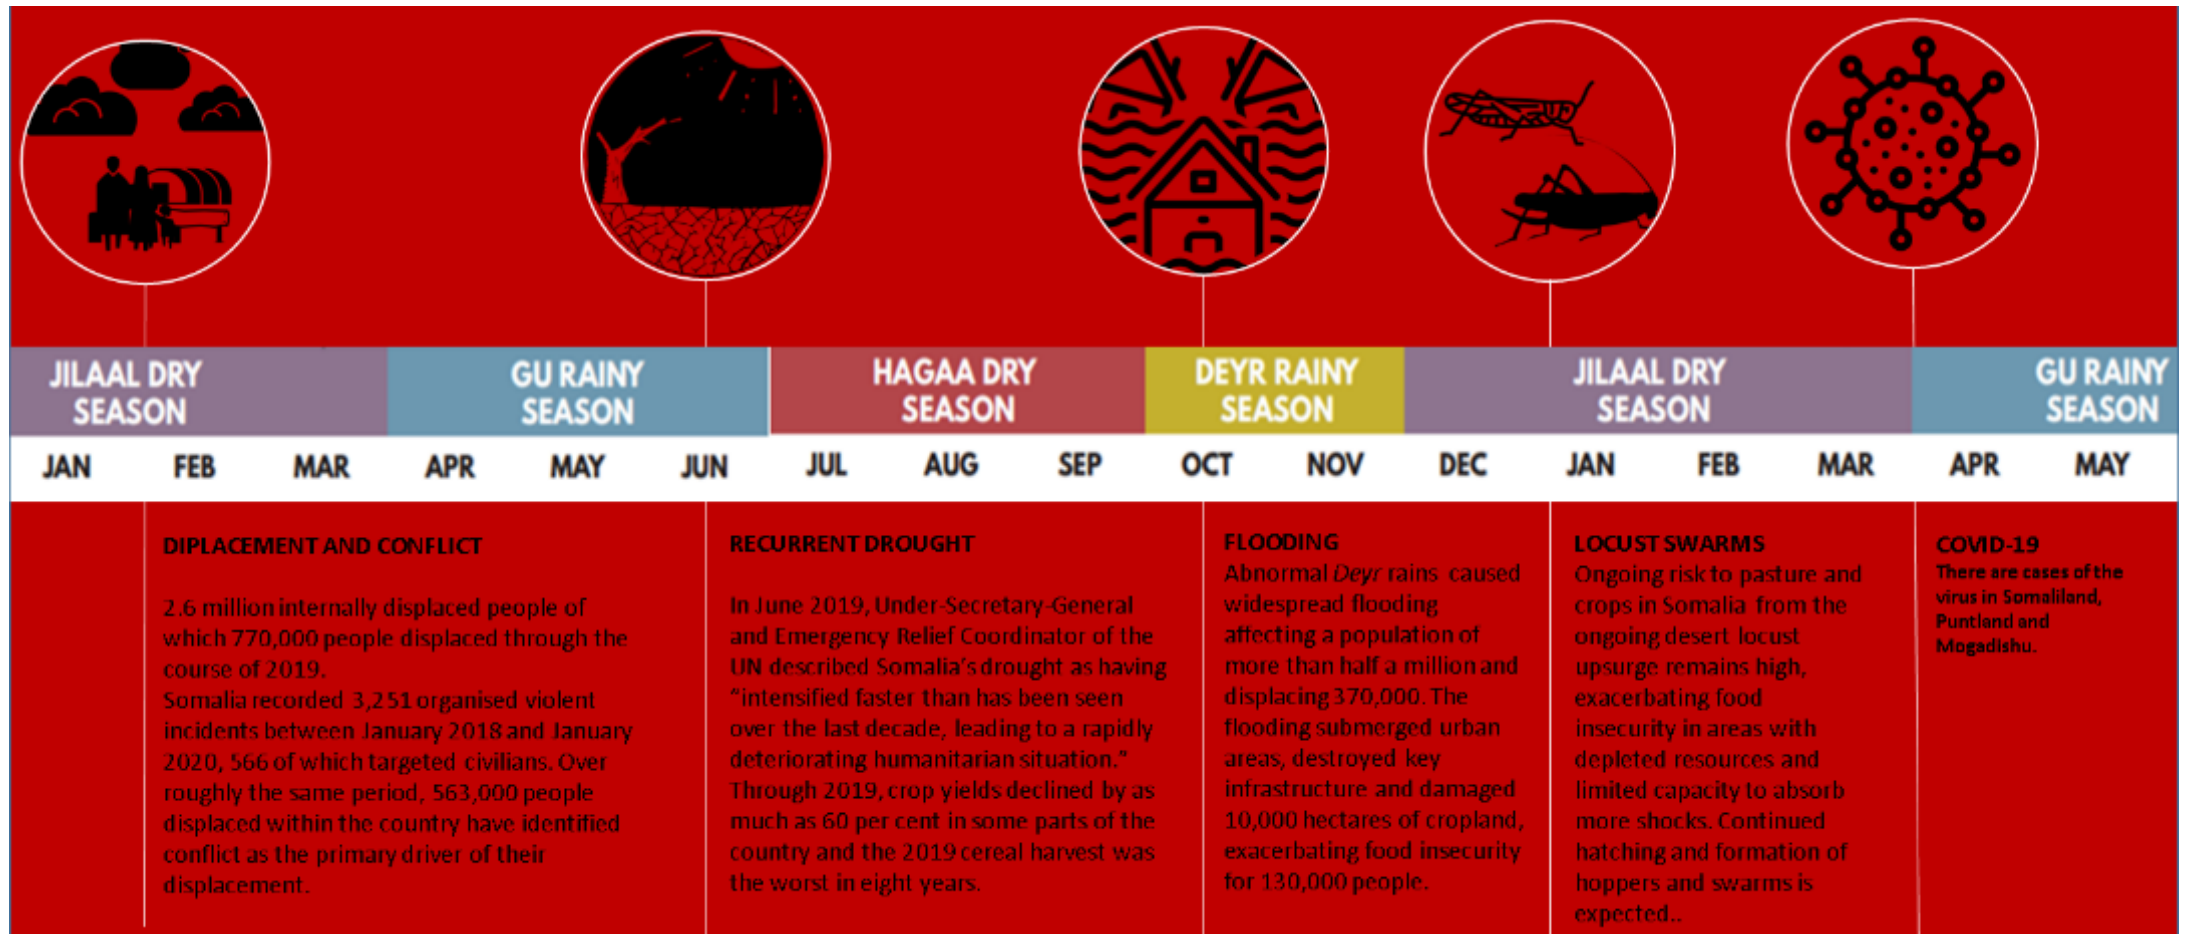 JILAAL DRY
SEASON
GU RAINY
SEASON
HAGAA DRY
SEASON
DEYR RAINY
SEASON
JILAAL DRY
SEASON
GU RAINY
SEASON
JAN FEB MAR APR MAY JUN JUL AUG SEP OCT NOV DEC JAN FEB MAR APR MAY
DIPLACEMENT AND CONFLICT
2.6 million internally displaced people of
which 770,000 people displaced through the
course of 2019.
Somalia recorded 3,251 organised violent
incidents between January 2018 and January
2020, 566 of which targeted civilians. Over
roughly the same period, 563,000 people
displaced within the country have identified
conflict as the primary driver of their
displacement.
RECURRENT DROUGHT
In June 2019, Under-Secretary-General
and Emergency Relief Coordinator of the
UN described Somalia's drought as having
"intensified faster than has been seen
over the last decade, leading to a rapidly
deteriorating humanitarian situation."
Through 2019, crop yields declined by as
much as 60 per cent in some parts of the
country and the 2019 cereal harvest was
the worst in eight years.
FLOODING
Abnormal Deyr rains caused
widespread flooding
affecting a population of
more than half a million and
displacing 370,000. The
flooding submerged urban
areas, destroyed key
infrastructure and damaged
10,000 hectares of cropland,
exacerbating food insecurity
for 130,000 people.
LOCUST SWARMS
Ongoing risk to pasture and
crops in Somalia from the
ongoing desert locust
upsurge remains high,
exacerbating food
insecurity in areas with
depleted resources and
limited capacity to absorb
more shocks. Continued
hatching and formation of
hoppers and swarms is
expected..
COVID-19
There are cases of the
virus in Somaliland,
Puntland and
Mogadishu.